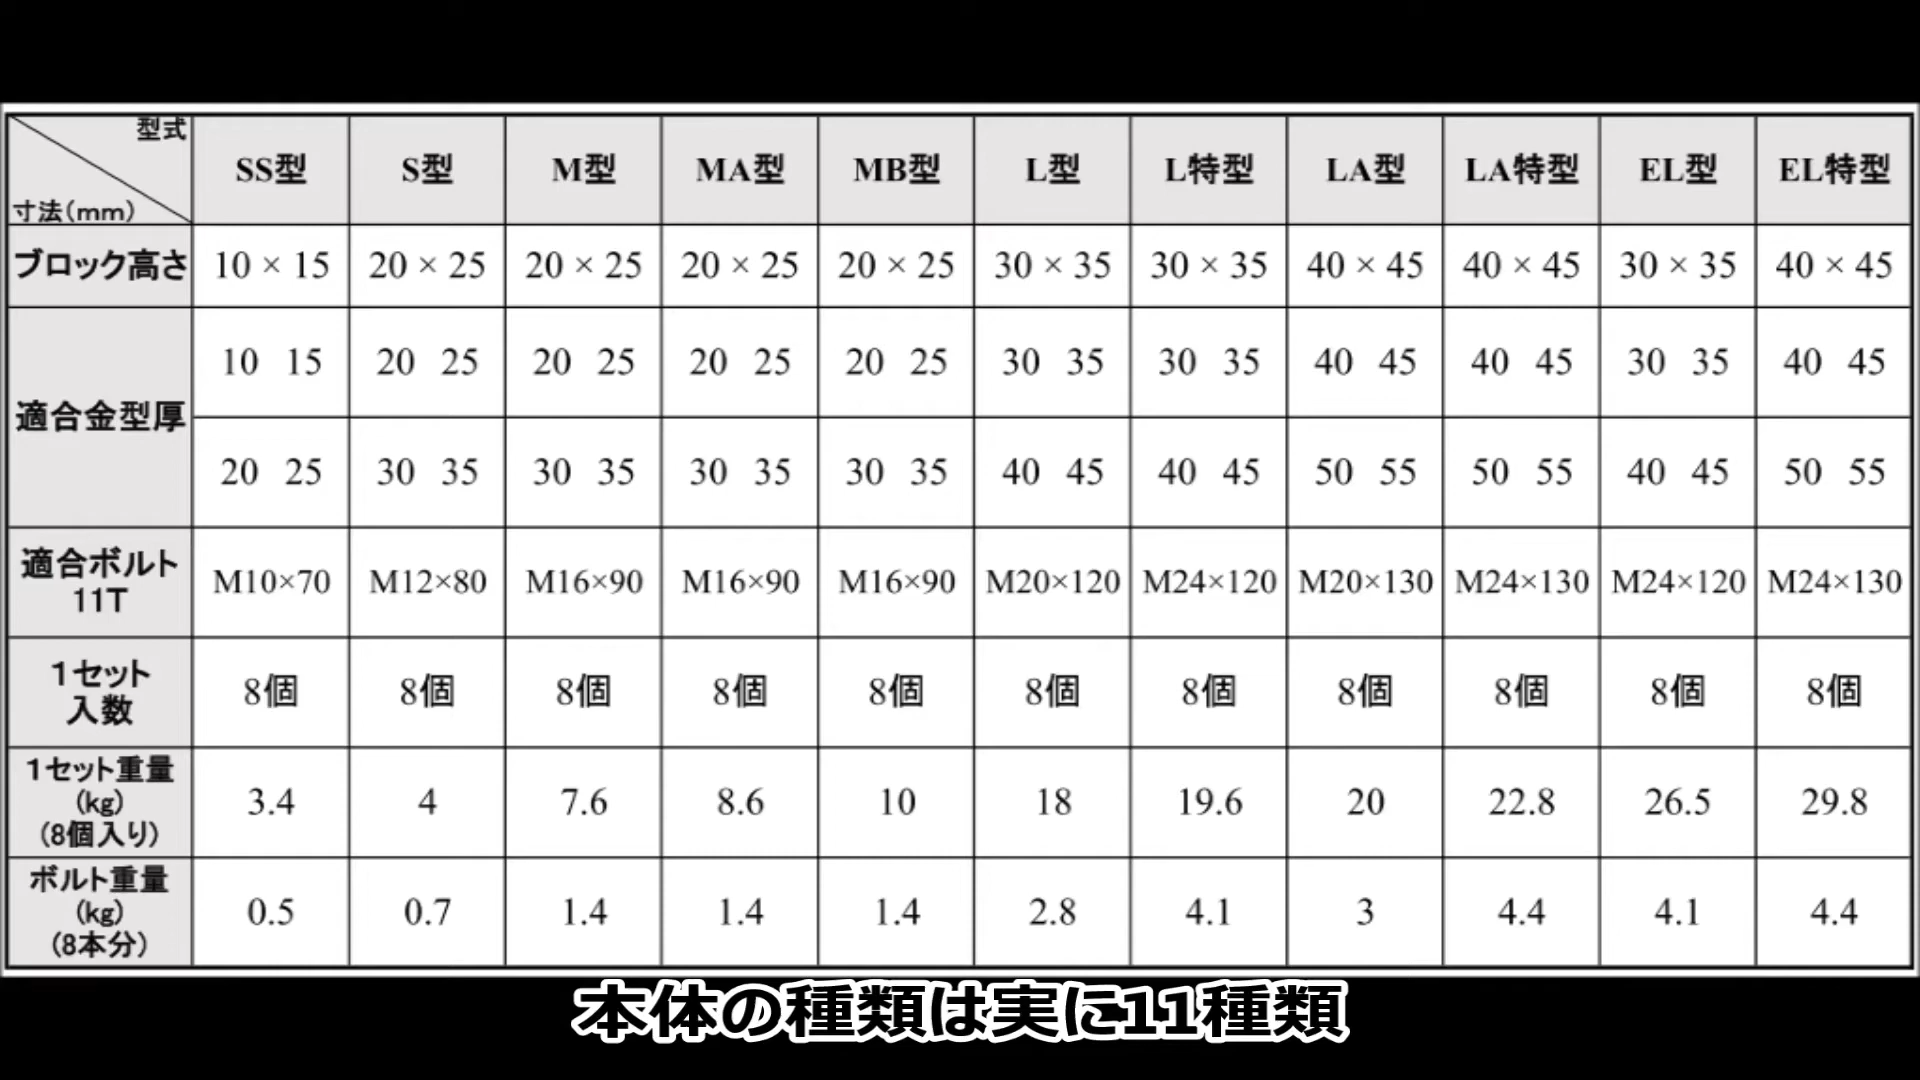 型式
寸法(mm)
SS型 S型 M型 MA型 MB型 L型 L特型 LA型 LA特型 EL型 EL特型
ブロック高さ 10 × 15 20 × 25 20 × 25 20 × 25 20 × 25 30 × 35 30 × 35 40 × 45 40 × 45 30 × 35 40 × 45
適合金型厚
10 15 20 25 20 25 20 25 20 25 30 35 30 35 40 45 40 45 30 35 40 45
20 25 30 35 30 35 30 35 30 35 40 45 40 45 50 55 50 55 40 45 50 55
適合ボルト
11T
M10×70 M12×80 M16×90 M16×90 M16×90 M20×120 M24×120 M20×130 M24×130 M24×120 M24×130
1セット
入数
8個 8個 8個 8個 8個 8個 8個 8個 8個 8個 8個
1セット重量
(kg)
(8個入り)
3.4 4 7.6 8.6 10 18 19.6 20 22.8 26.5 29.8
ボルト重量
(kg)
(8本分)
0.5 0.7 1.4 1.4 1.4 2.8 4.1 3 4.4 4.1 4.4
本体の種類は実に11種類